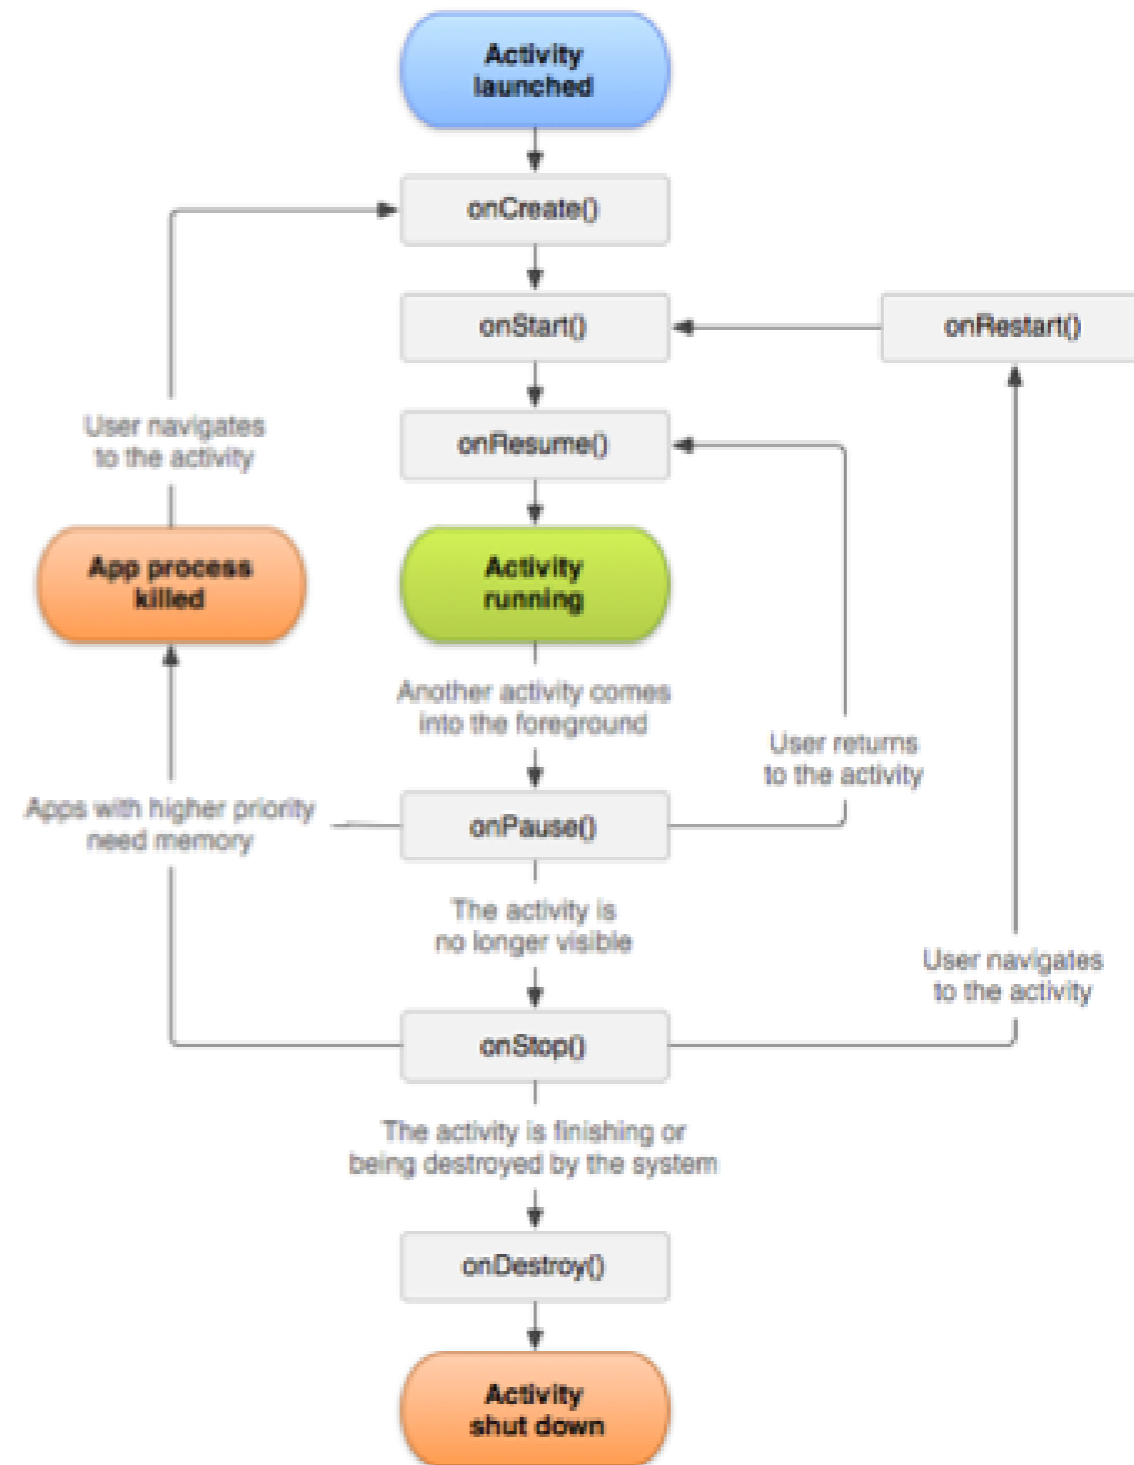 Activity
launched
onCreate()
onStart()
onRestart()
onResume()
User navigates
to the activity
App process
killed
Activity
running
Another activity comes
into the foreground
User returns
to the activity
Apps with higher priority
need memory
onPause()
The activity is
no longer visible
User navigates
to the activity
onStop()
The activity is finishing or
being destroyed by the system
onDestroy()
Activity
shut down